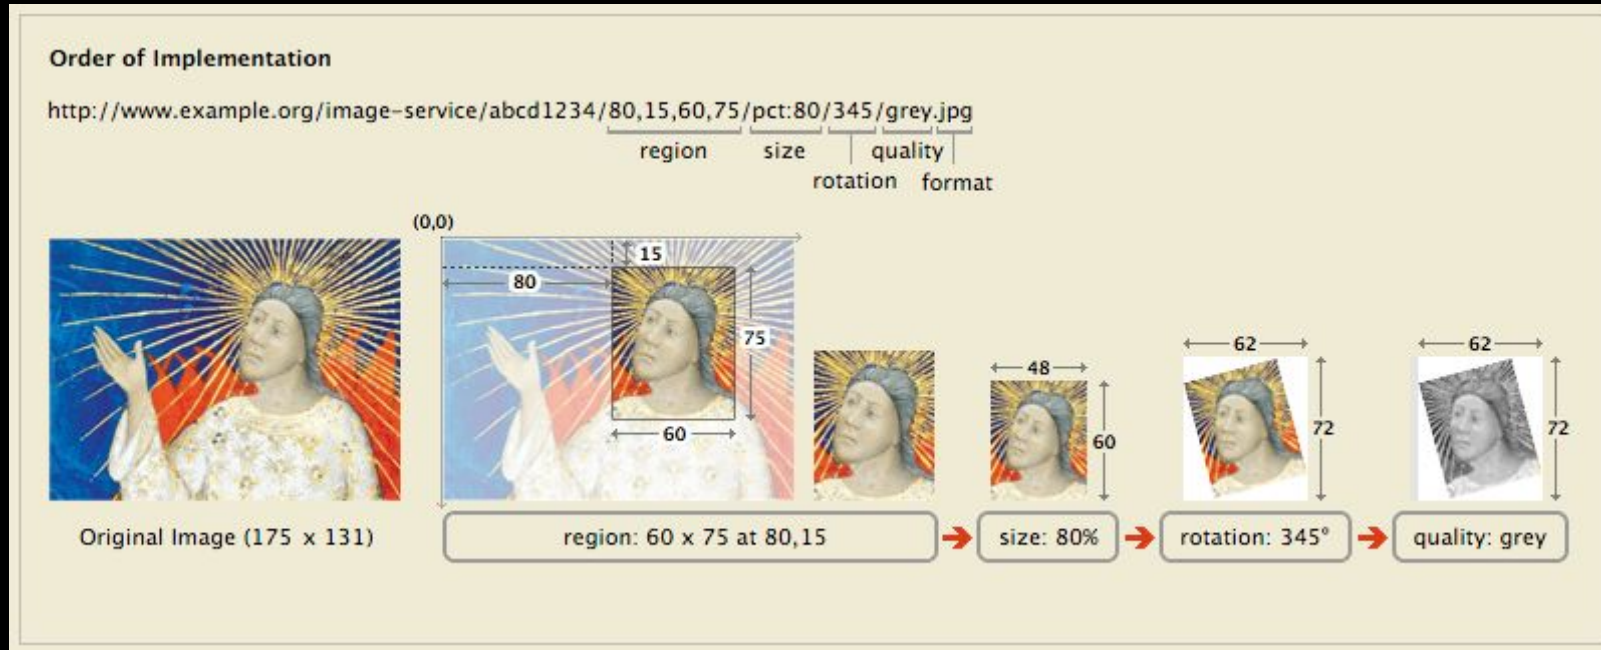 Order of Implementation
http://www.example.org/image-service/abcd1234/80,15,60,75/pct:80/345/grey.jpg
region size quality
rotation format
(0,0)
15
80
75
60
48
60
62
72
62
72
Original Image (175 x 131)
region: 60 x 75 at 80,15
size: 80%
rotation: 345°
quality: grey